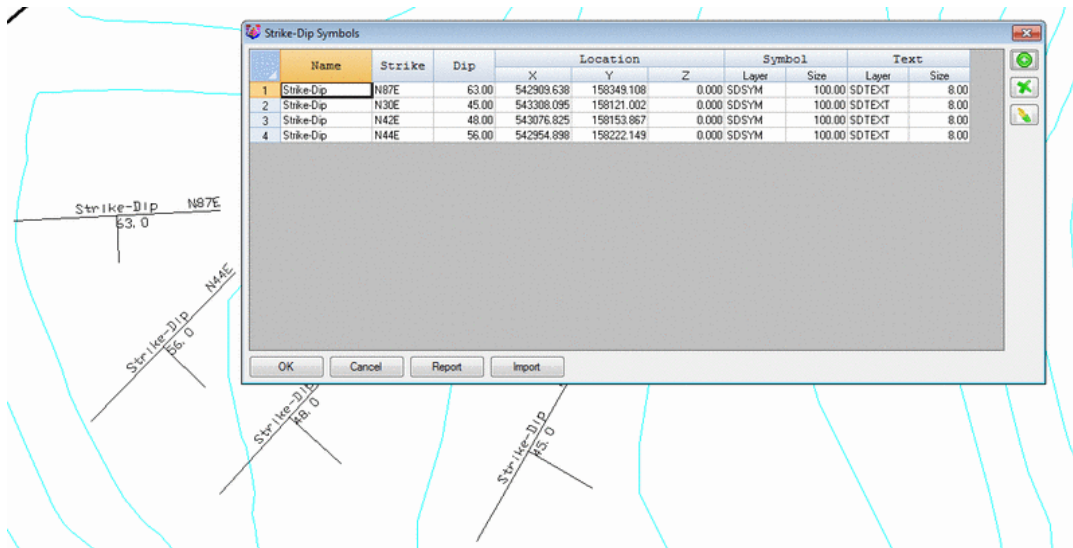 Strike-Dip Symbols
Name Strike Dip Location Symbol Text
X Y Z Layer Size Layer Size
1 Strike-Dip N87E 63.00 542909.638 158349.108 0.000 SDSYM 100.00 SDTEXT 8.00
2 Strike-Dip N30E 45.00 543308.095 158121.002 0.000 SDSYM 100.00 SDTEXT 8.00
3 Strike-Dip N42E 48.00 543076.825 158153.867 0.000 SDSYM 100.00 SDTEXT 8.00
4 Strike-Dip N44E 56.00 542954.898 158222.149 0.000 SDSYM 100.00 SDTEXT 8.00
OK Cancel Report Import
Strike-Dip N87E
63.0
N44E
Strike-Dip
56.0
Strike-Dip
48.0
Strike-Dip
45.0